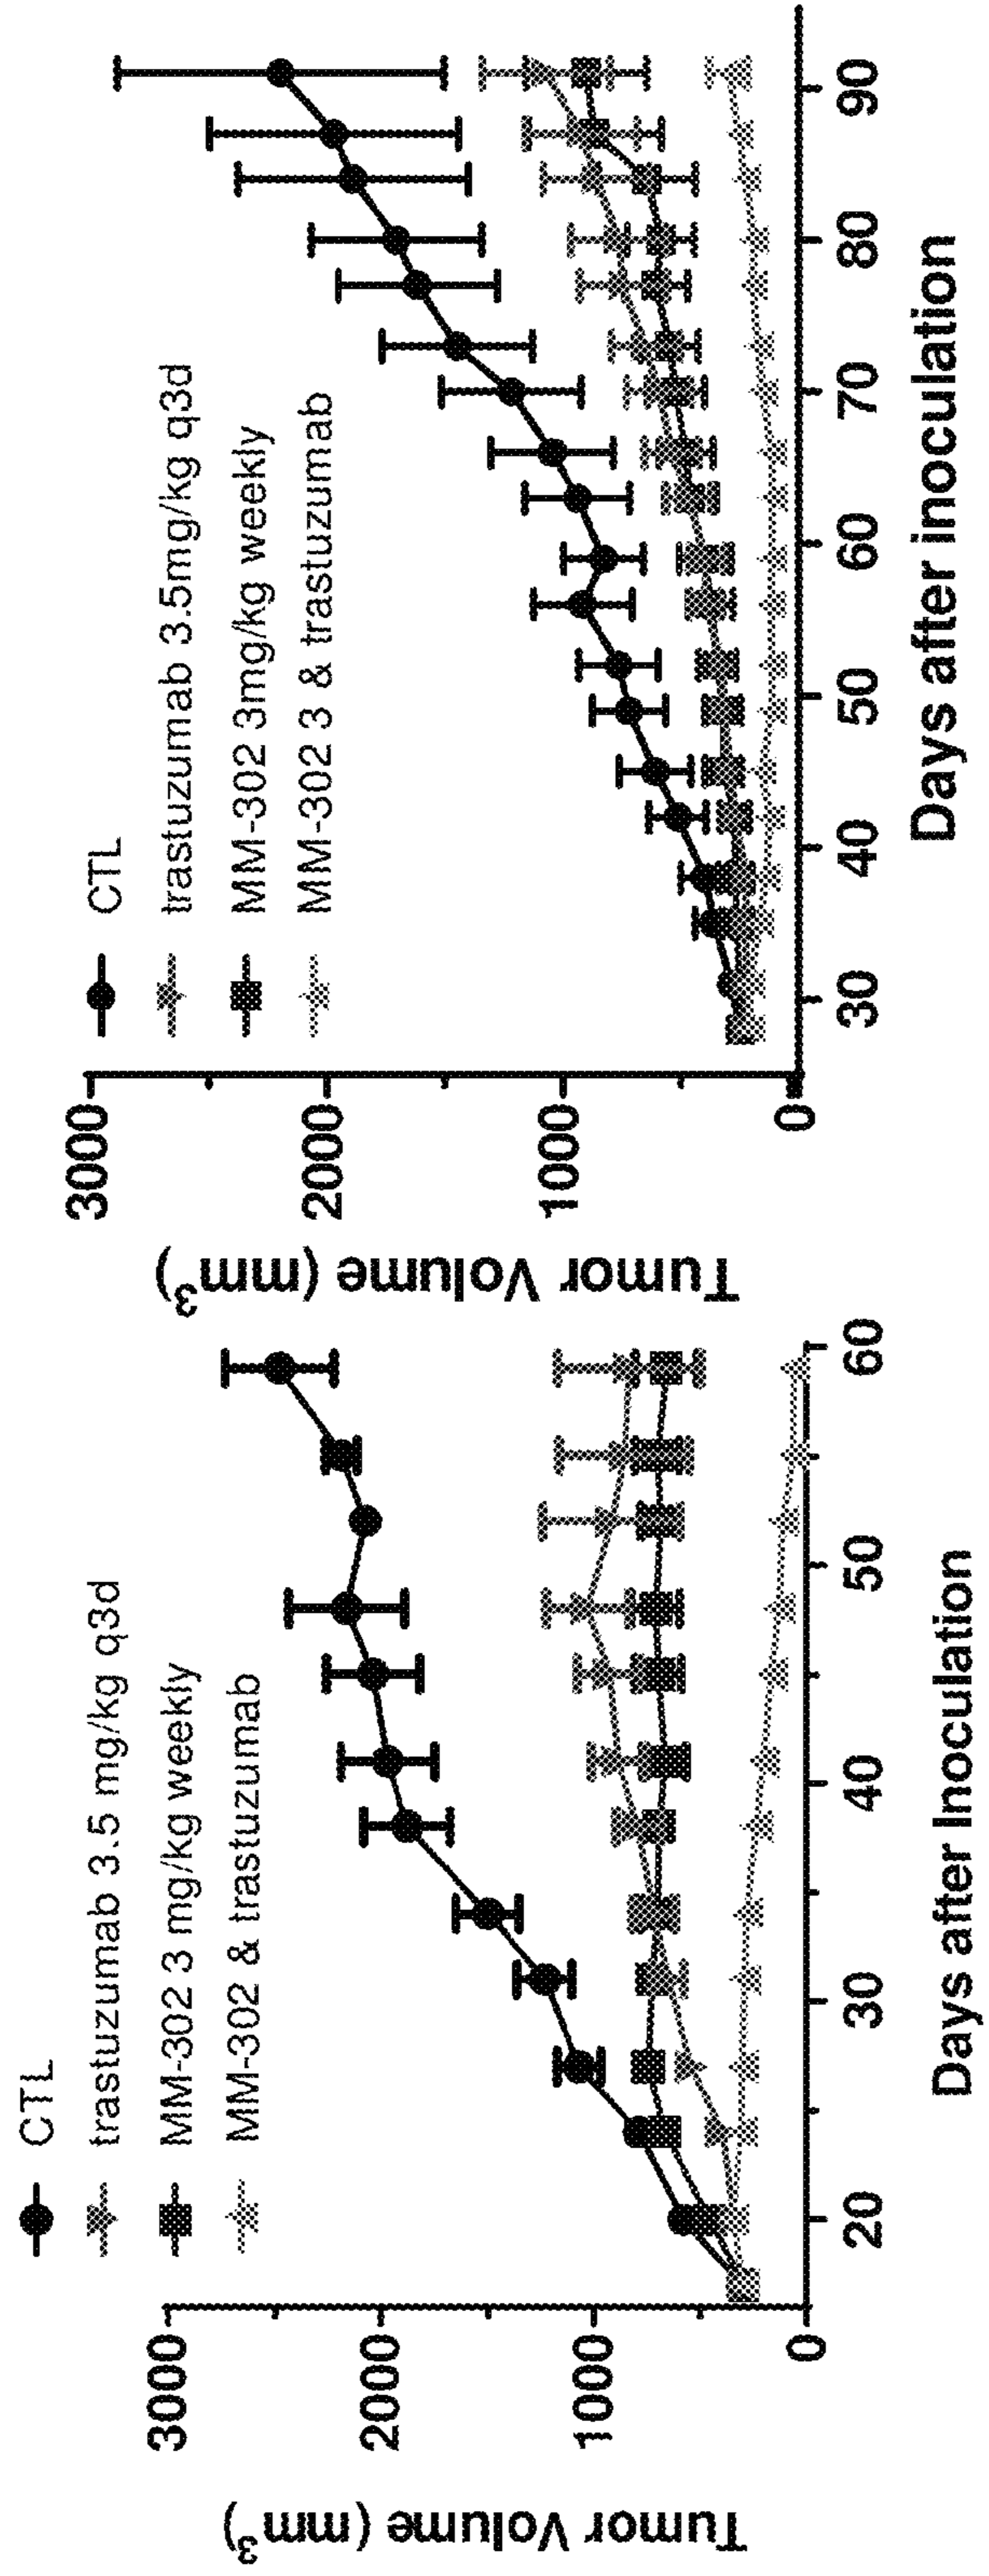 CTL
trastuzumab 3.5 mg/kg q3d
MM-302 3 mg/kg weekly
MM-302 & trastuzumab
Tumor Volume (mm3)
3000
2000
1000
0
20
30
40
50
60
Days after Inoculation
CTL
trastuzumab 3.5mg/kg q3d
MM-302 3mg/kg weekly
MM-302 3 & trastuzumab
Tumor Volume (mm3)
3000
2000
1000
0
30
40
50
60
70
80
90
Days after inoculation